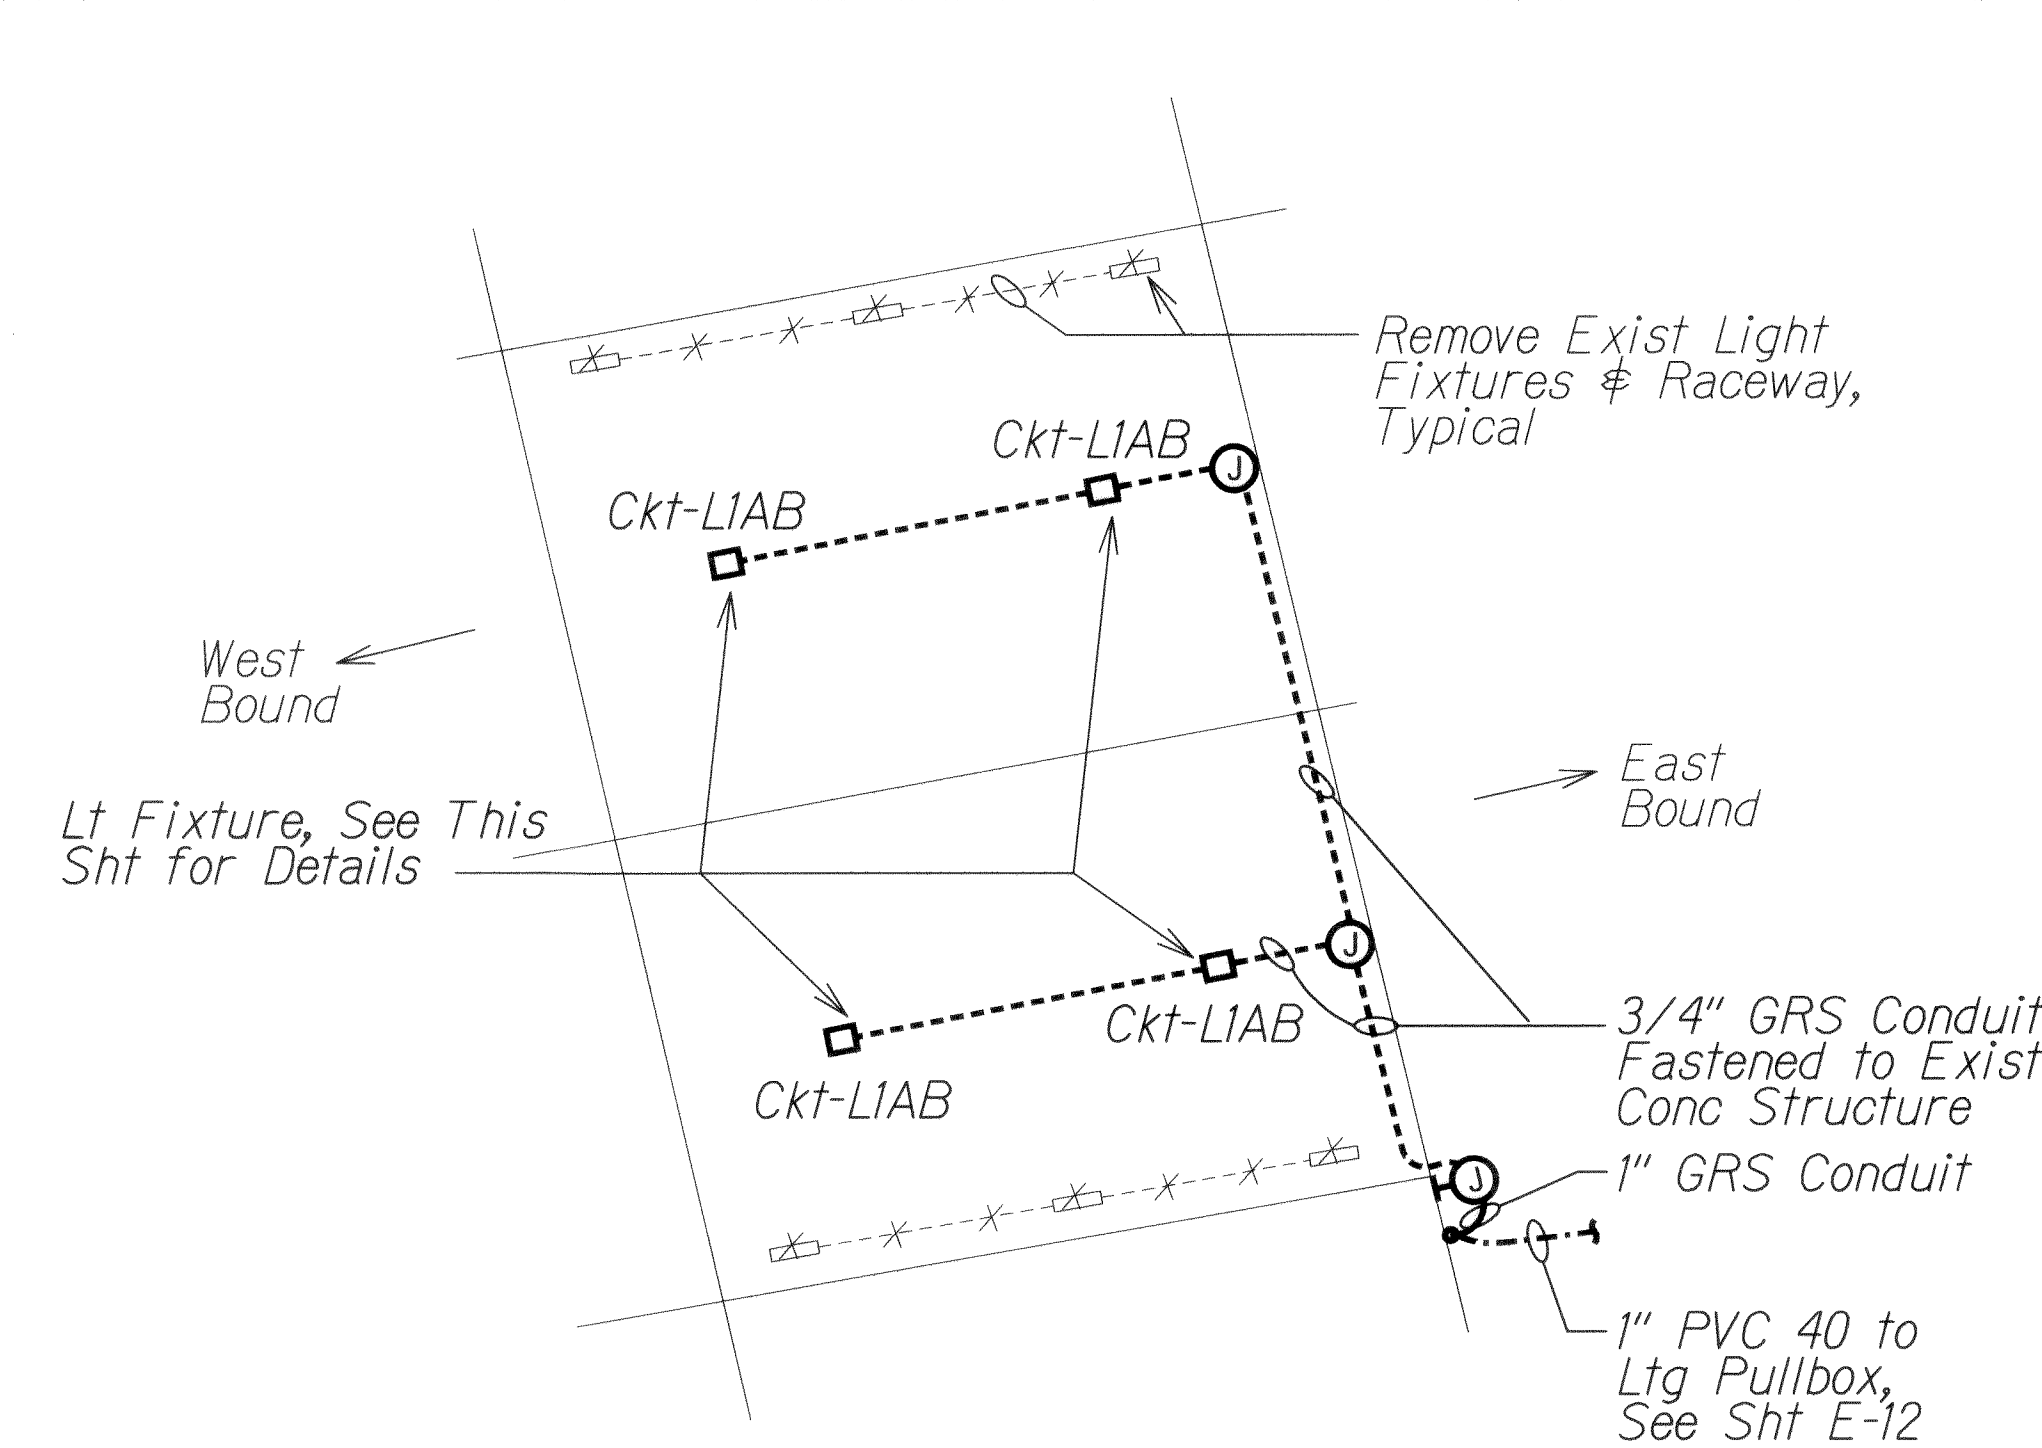 Remove Exist Light
Fixtures & Raceway,
Typical
Ckt-L1AB
J
Ckt-L1AB
West
Bound
East
Bound
Lt Fixture, See This
Sht for Details
J
Ckt-L1AB
3/4" GRS Conduit
Fastened to Exist
Conc Structure
Ckt-L1AB
1" GRS Conduit
J
1" PVC 40 to
Ltg Pullbox,
See Sht E-12